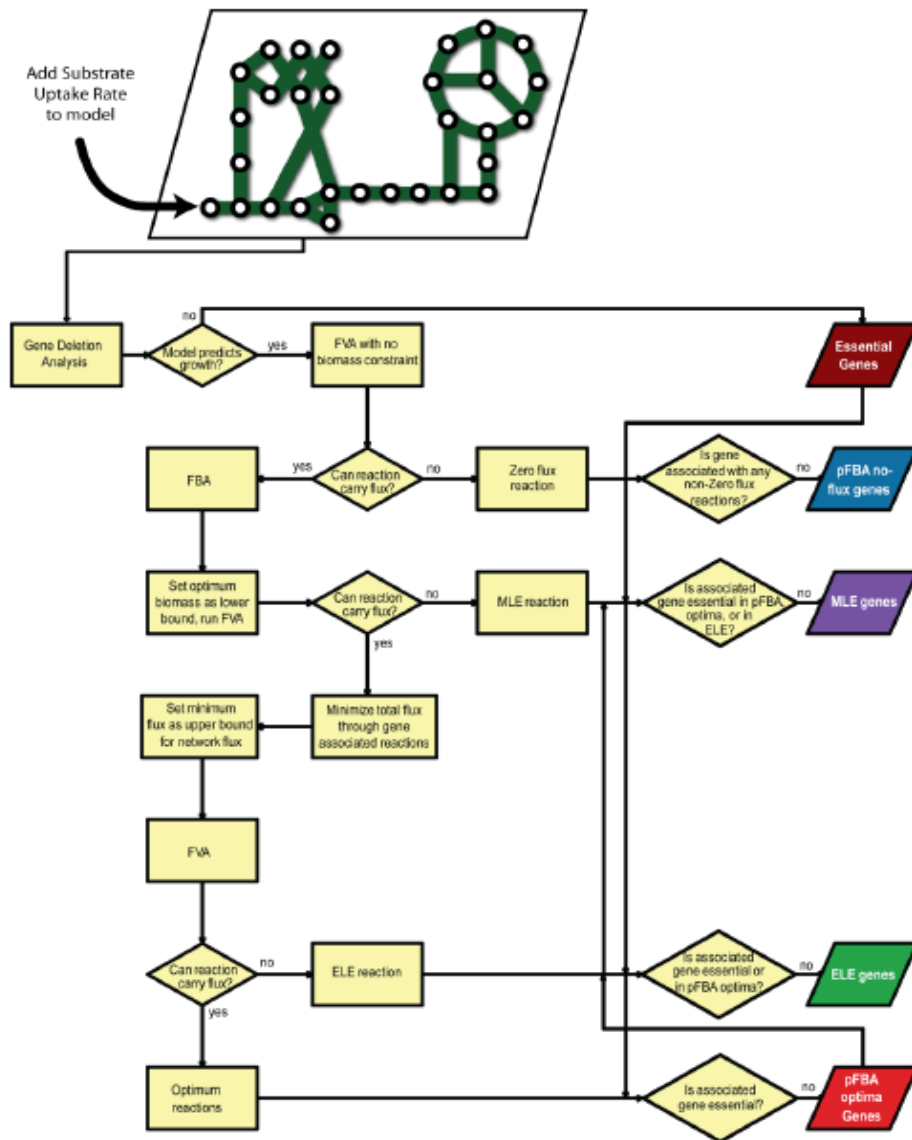 Add Substrate
Uptake Rate
to model
no
Gene Deletion
Analysis
Model predicts
growth?
yes
FVA with no
biomass constraint
Essential
Genes
FBA
yes
Can reaction
carry flux?
no
Zero flux
reaction
Is gene
associated with any
non-Zero flux
reactions?
no
pFBA no-
flux genes
Set optimum
biomass as lower
bound, run FVA
Can reaction
carry flux?
no
MLE reaction
Is associated
gene essential in pFBA,
optima, or in
ELE?
no
MLE genes
yes
Set minimum
flux as upper bound
for network flux
Minimize total flux
through gene
associated reactions
FVA
Can reaction
carry flux?
no
ELE reaction
Is associated
gene essential or
in pFBA optima?
no
ELE genes
yes
Optimum
reactions
Is associated
gene essential?
no
pFBA
optima
Genes